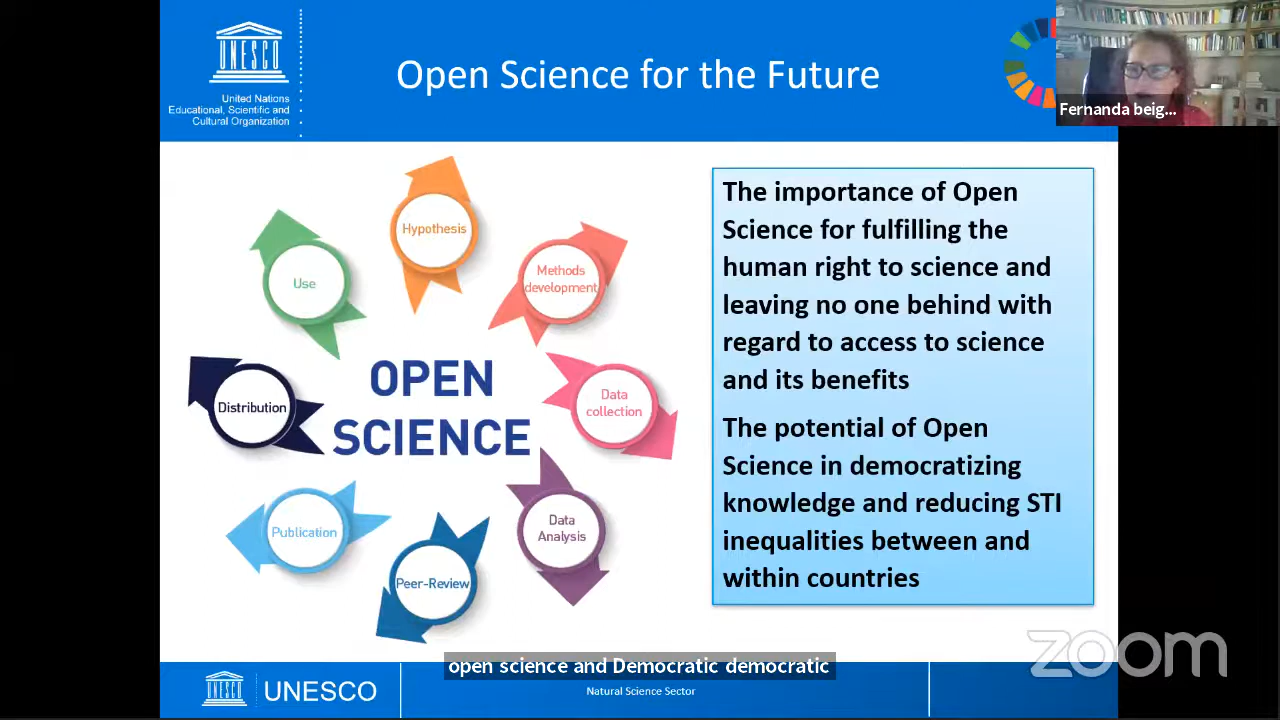 UNESCO
United Nations
Educational, Scientific and
Cultural Organization
Open Science for the Future
Fernanda beig...
Hypothesis
Methods
development
Data
collection
Data
Analysis
Peer-Review
Publication
Distribution
Use
OPEN
SCIENCE
The importance of Open
Science for fulfilling the
human right to science and
leaving no one behind with
regard to access to science
and its benefits
The potential of Open
Science in democratizing
knowledge and reducing STI
inequalities between and
within countries
zoom
open science and Democratic democratic
UNESCO
Natural Science Sector